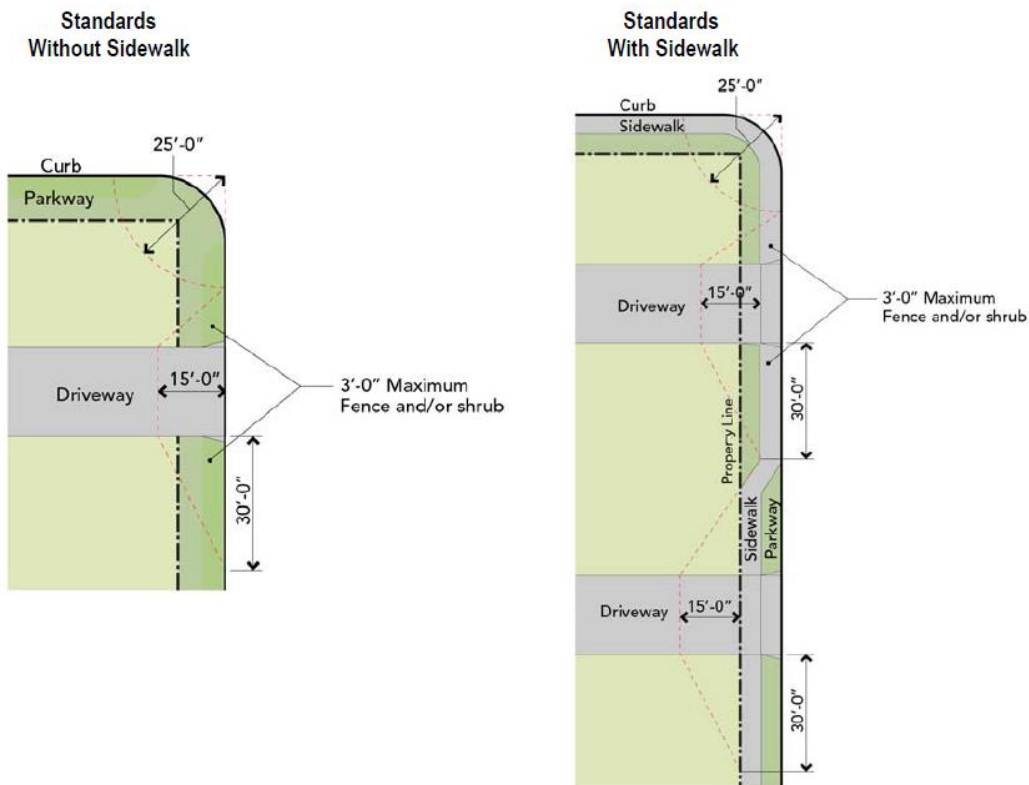 Standards
Without Sidewalk
25'-0"
Curb
Parkway
15'-0"
Driveway
3'-0" Maximum
Fence and/or shrub
30'-0"
Standards
With Sidewalk
25'-0"
Curb
Sidewalk
15'-0"
Driveway
3'-0" Maximum
Fence and/or shrub
30'-0"
Propery Line
Sidewalk
Parkway
Driveway
15'-0"
30'-0"